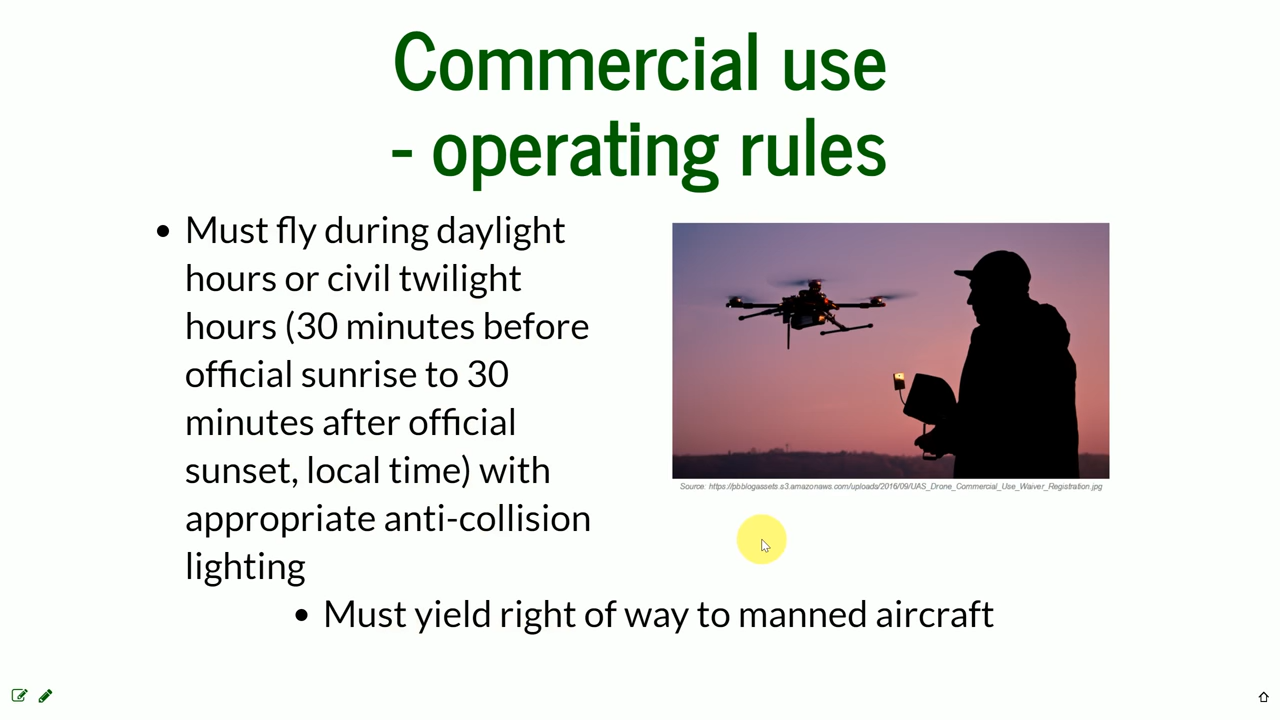 Commercial use
- operating rules
• Must fly during daylight
hours or civil twilight
hours (30 minutes before
official sunrise to 30
minutes after official
sunset, local time) with
appropriate anti-collision
lighting
Source: https://pbblogassets.s3.amazonaws.com/uploads/2016/09/UAS_Drone_Commercial_Use_Waiver_Registration.jpg
• Must yield right of way to manned aircraft